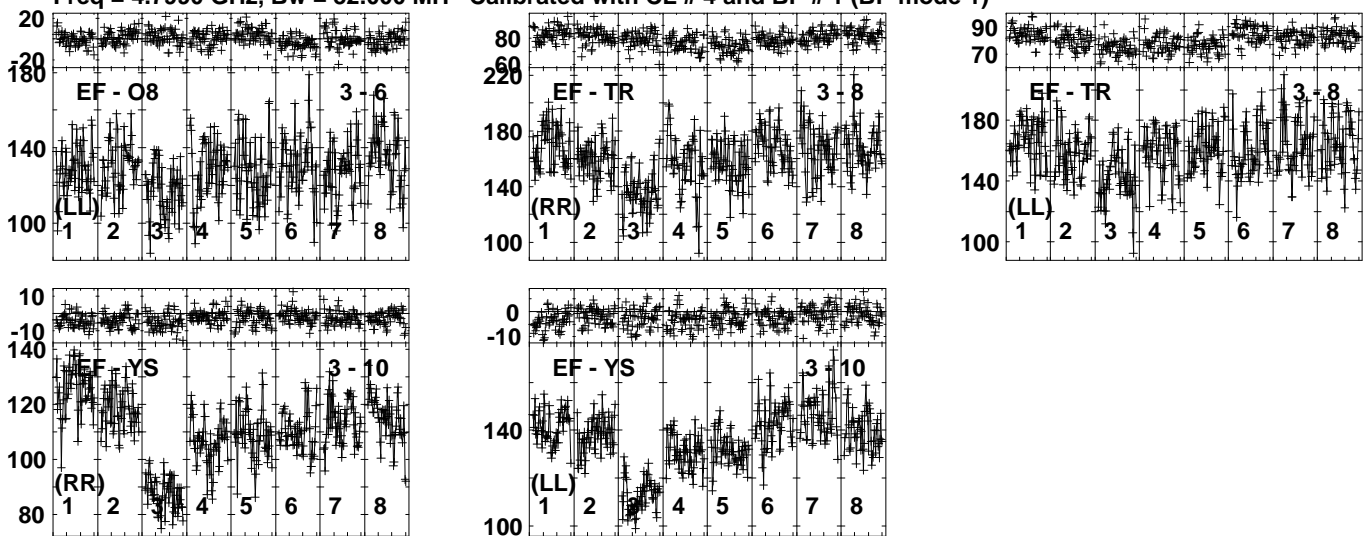 Freq = GHz, Bw = MH Calibrated with CL # 4 and BP # 1 (BP mode 1)
20
-20
180
140
100
EF - O8 3 - 6
(LL)
1 2 3 4 5 6 7 8
80
60
220
180
140
100
EF - TR 3 - 8
(RR)
1 2 3 4 5 6 7 8
90
70
180
140
100
EF - TR 3 - 8
(LL)
1 2 3 4 5 6 7 8
10
-10
140
120
100
80
EF - YS 3 - 10
(RR)
1 2 3 4 5 6 7 8
0
-10
140
100
EF - YS 3 - 10
(LL)
1 2 3 4 5 6 7 8